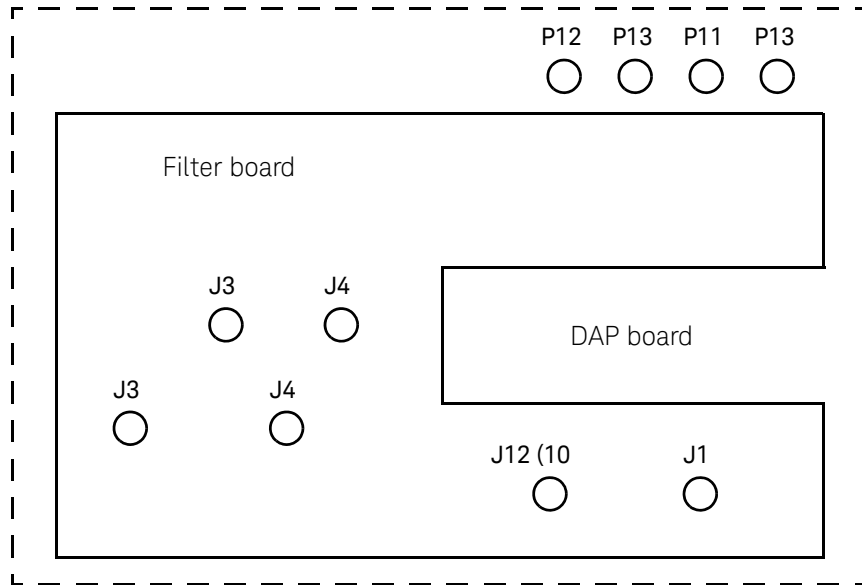 P12 P13 P11 P13
Filter board
J3 J4
DAP board
J3 J4
J12 (10 J1